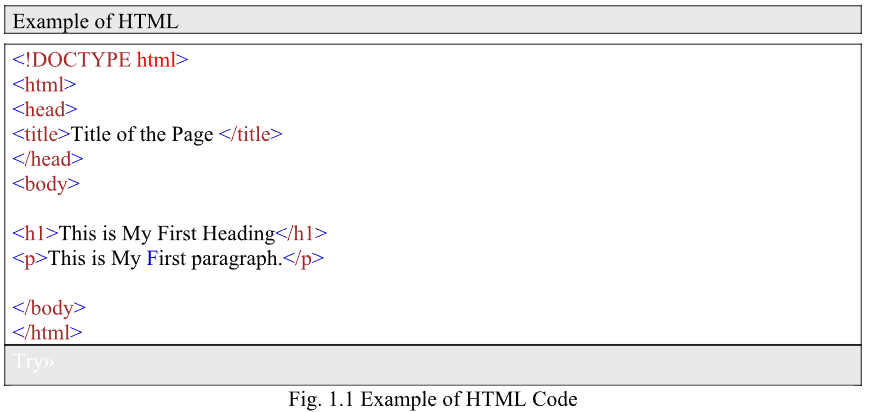 Example of HTML
<!DOCTYPE html>
<html>
<head>
<title>Title of the Page </title>
</head>
<body>
<h1>This is My First Heading</h1>
<p>This is My First paragraph.</p>
</body>
</html>
Try»
Fig. 1.1 Example of HTML Code